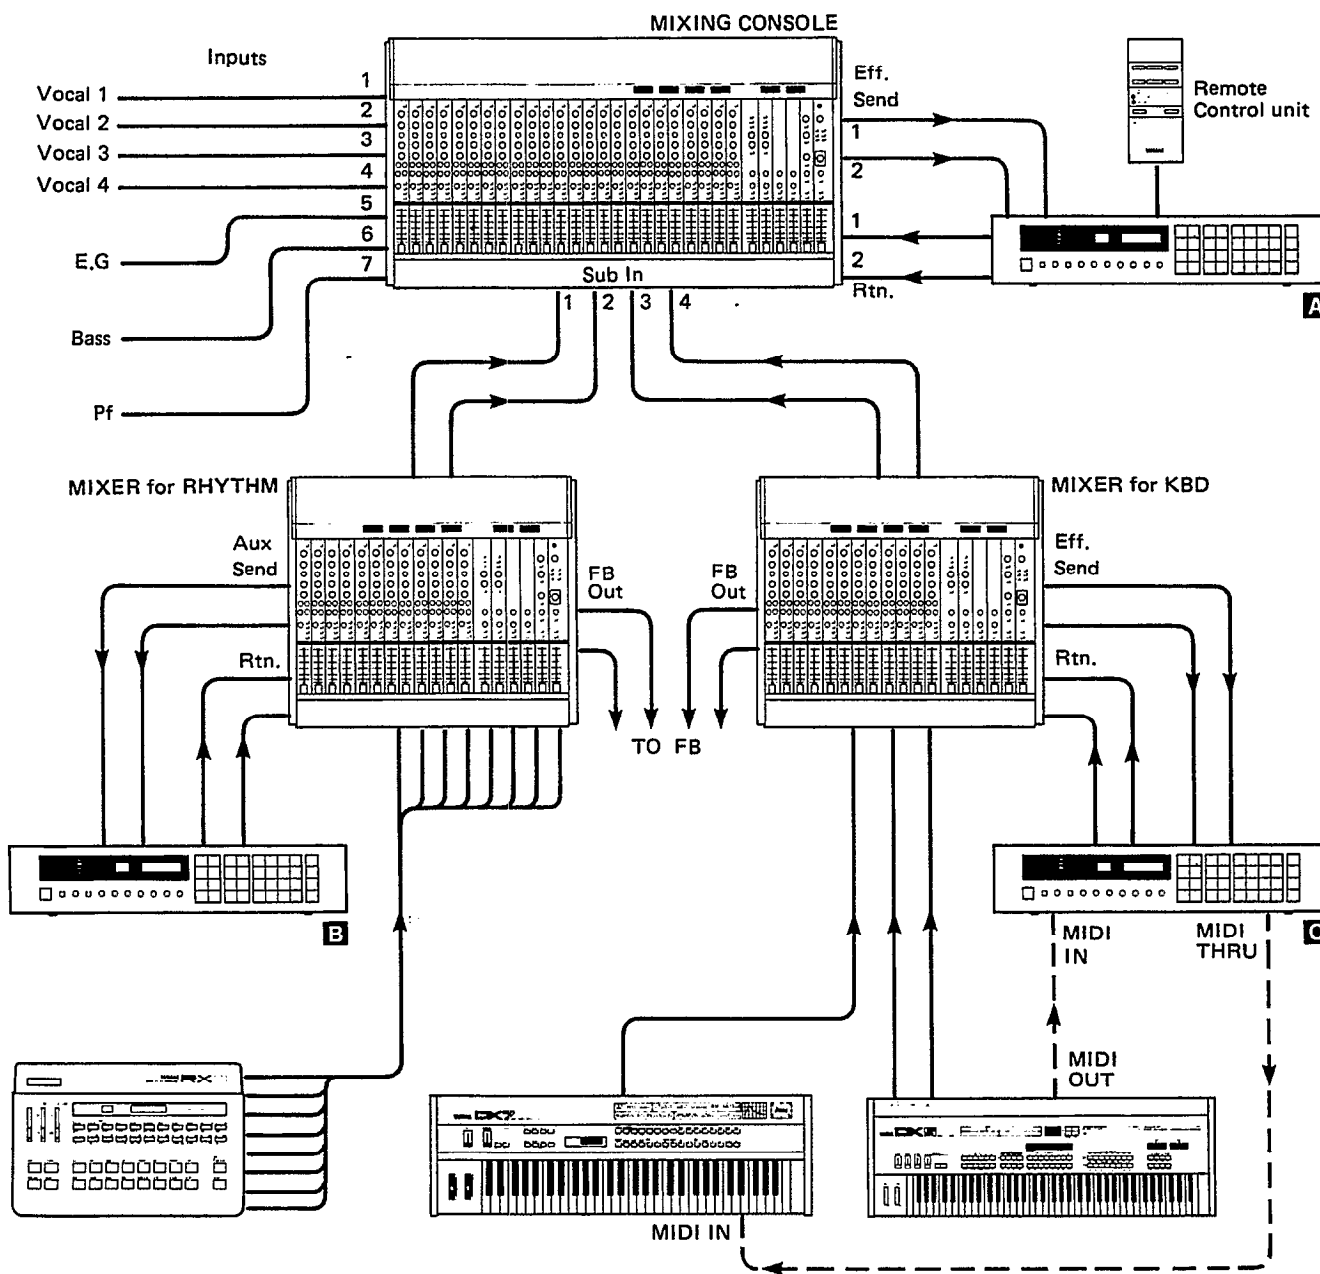 MIXING CONSOLE
Inputs
Vocal 1
Vocal 2
Vocal 3
Vocal 4
E.G
Bass
Pf
1
2
3
4
5
6
7
Eff.
Send
1
2
1
2
Rtn.
Remote
Control unit
A
Sub In
1 2 3 4
MIXER for RHYTHM
Aux
Send
Rtn.
FB
Out
TO FB
FB
Out
MIXER for KBD
Eff.
Send
Rtn.
B
C
MIDI
IN
MIDI
THRU
MIDI
OUT
RX
DX7
MIDI IN